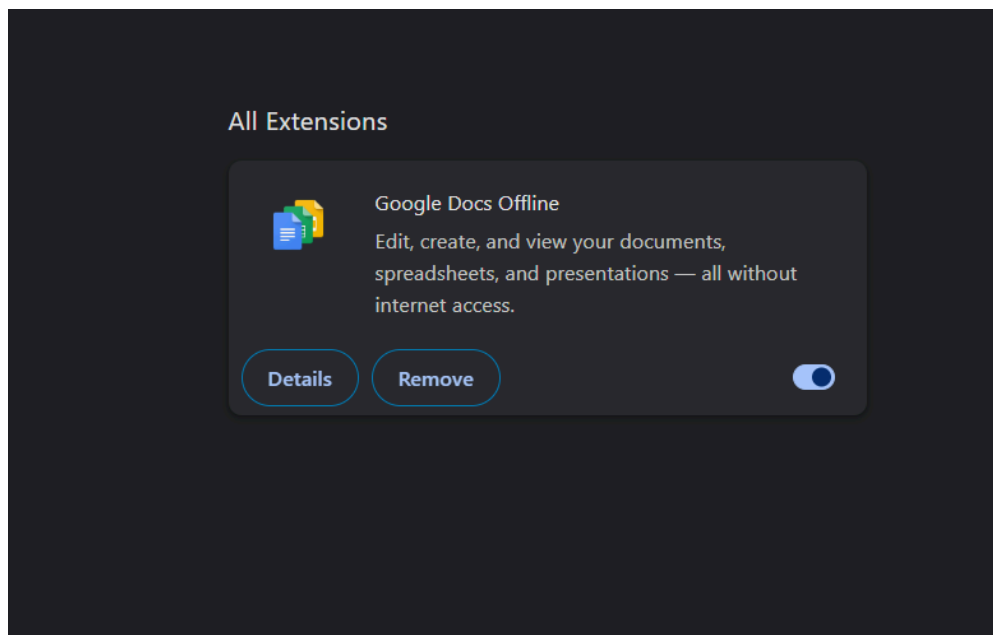 All Extensions
Google Docs Offline
Edit, create, and view your documents,
spreadsheets, and presentations — all without
internet access.
Details
Remove